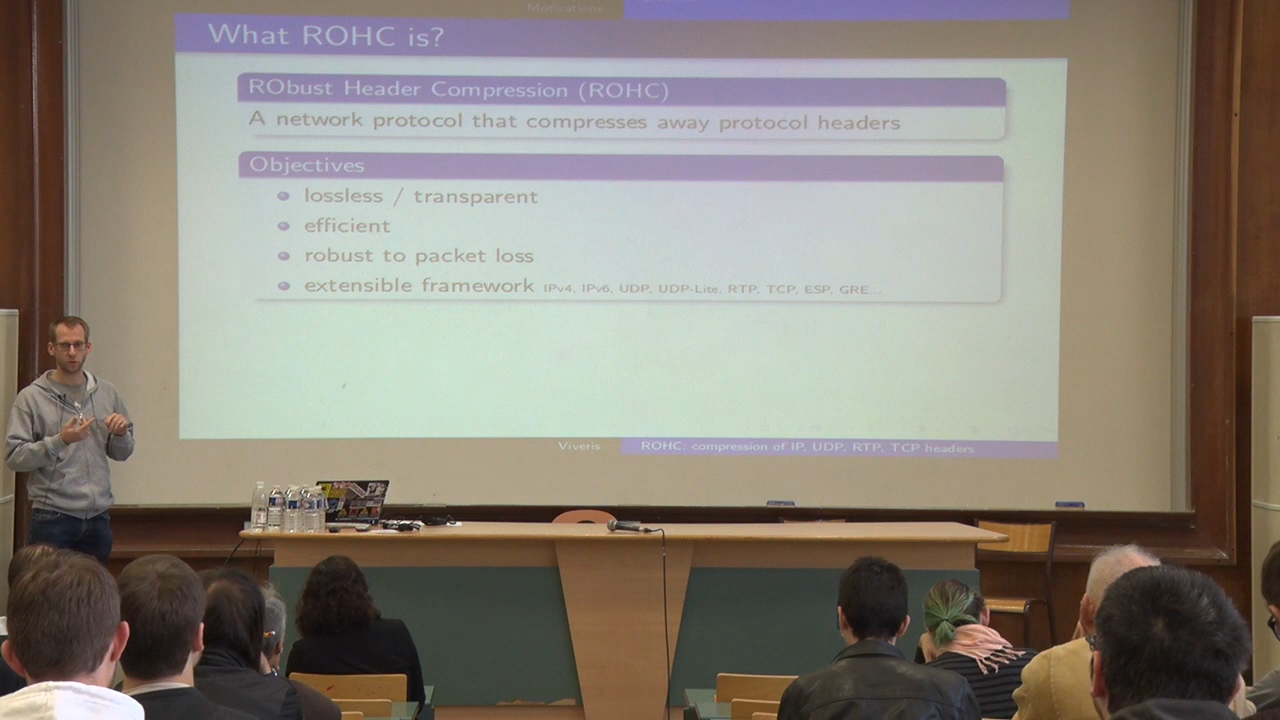 Motivations
What ROHC is?
RObust Header Compression (ROHC)
A network protocol that compresses away protocol headers
Objectives
lossless / transparent
efficient
robust to packet loss
extensible framework IPv4, IPv6, UDP, UDP-Lite, RTP, TCP, ESP, GRE...
Viveris ROHC: compression of IP, UDP, RTP, TCP headers